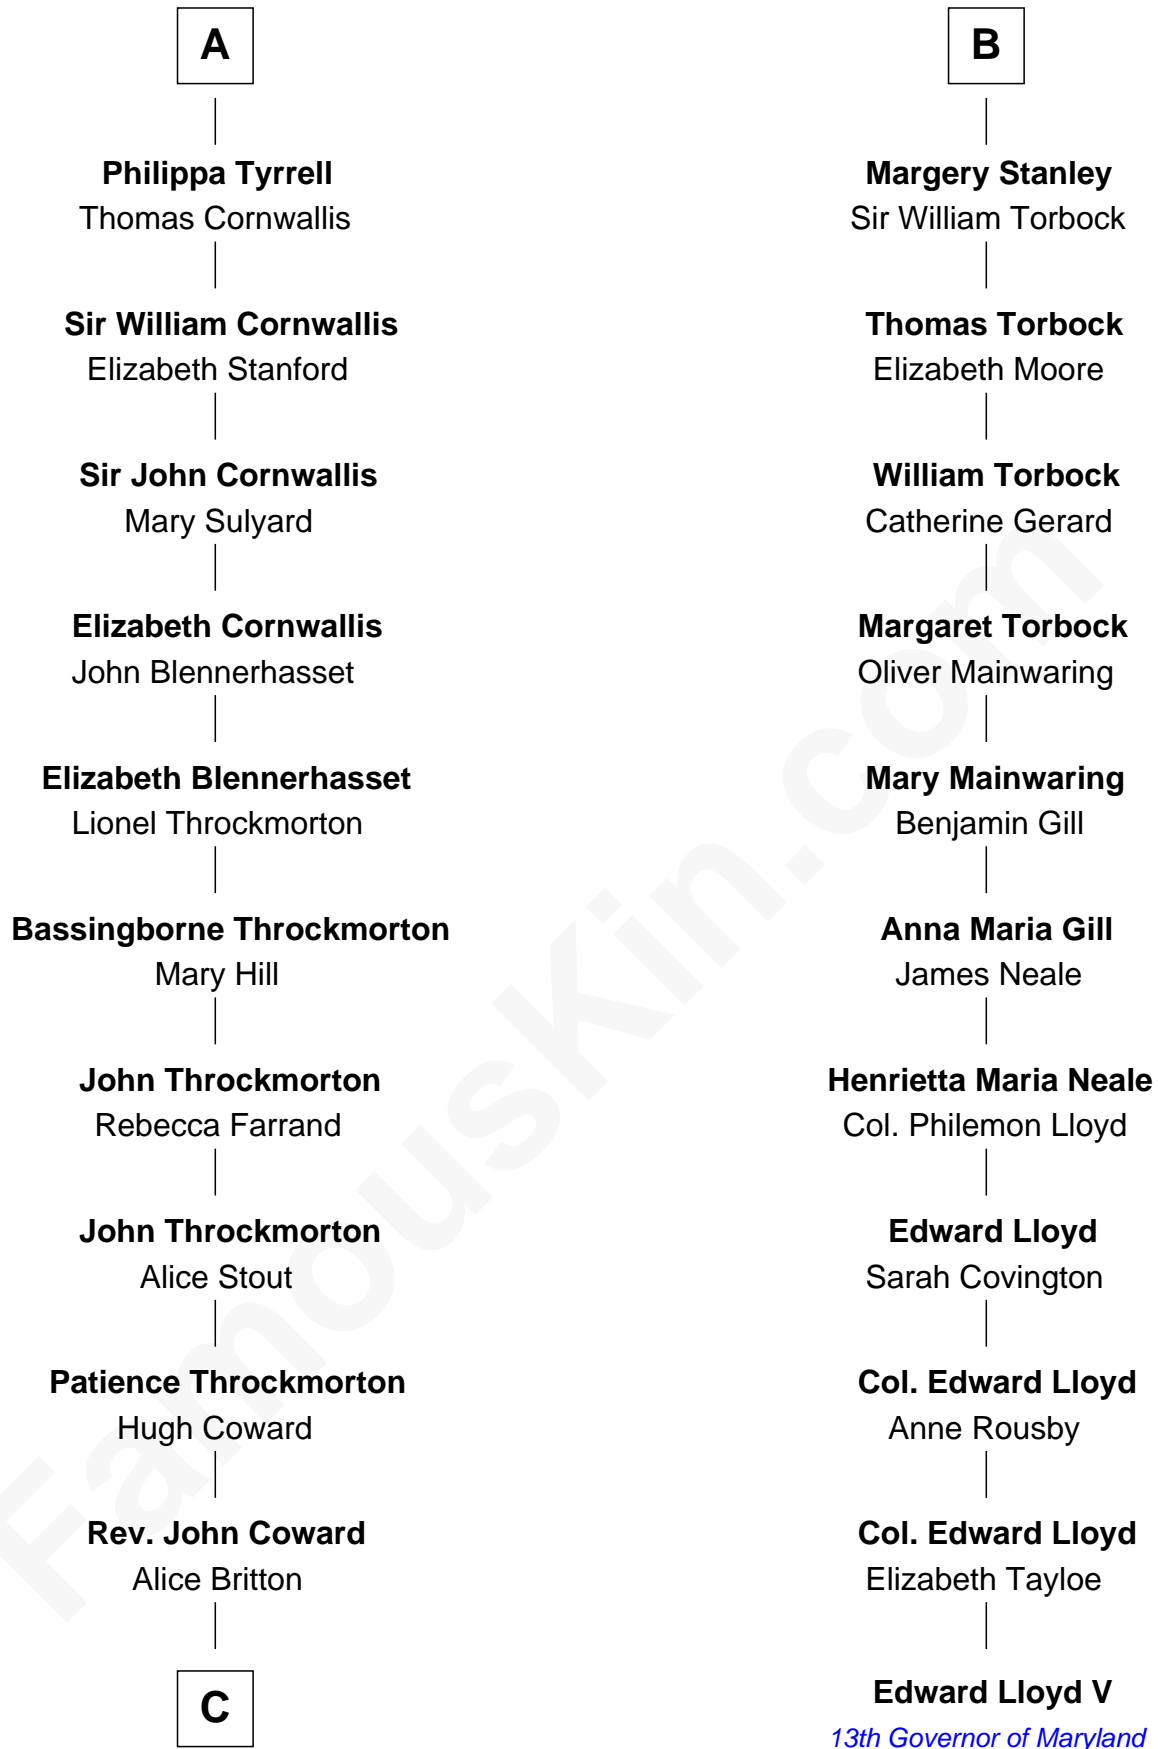 A
Philippa Tyrrell
Thomas Cornwallis
Sir William Cornwallis
Elizabeth Stanford
Sir John Cornwallis
Mary Sulyard
Elizabeth Cornwallis
John Blennerhasset
Elizabeth Blennerhasset
Lionel Throckmorton
Bassingborne Throckmorton
Mary Hill
John Throckmorton
Rebecca Farrand
John Throckmorton
Alice Stout
Patience Throckmorton
Hugh Coward
Rev. John Coward
Alice Britton
C
B
Margery Stanley
Sir William Torbock
Thomas Torbock
Elizabeth Moore
William Torbock
Catherine Gerard
Margaret Torbock
Oliver Mainwaring
Mary Mainwaring
Benjamin Gill
Anna Maria Gill
James Neale
Henrietta Maria Neale
Col. Philemon Lloyd
Edward Lloyd
Sarah Covington
Col. Edward Lloyd
Anne Rousby
Col. Edward Lloyd
Elizabeth Tayloe
Edward Lloyd V
13th Governor of Maryland
FamousKin.com